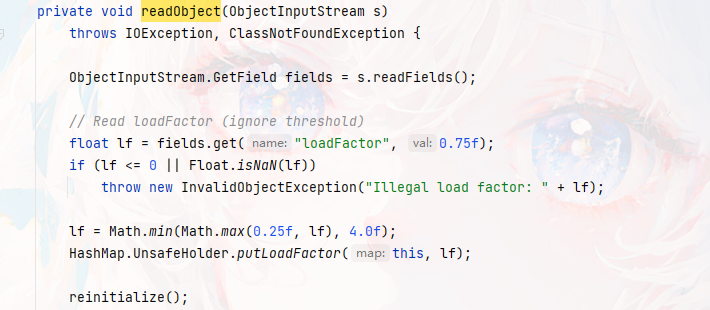 private void readObject(ObjectInputStream s)
throws IOException, ClassNotFoundException {
ObjectInputStream.GetField fields = s.readFields();
// Read loadFactor (ignore threshold)
float lf = fields.get( name: "loadFactor", val: 0.75f);
if (lf <= 0 || Float.isNaN(lf))
throw new InvalidObjectException("Illegal load factor: " + lf);
lf = Math.min(Math.max(0.25f, lf), 4.0f);
HashMap.UnsafeHolder.putLoadFactor( map: this, lf);
reinitialize();